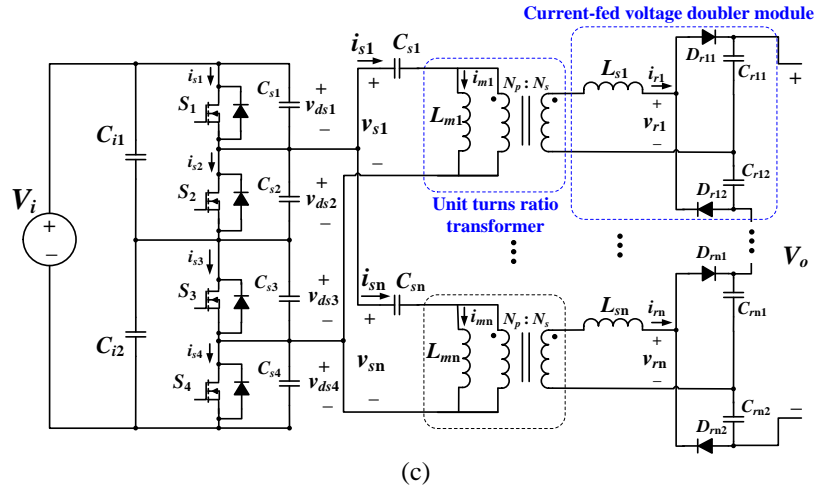 Current-fed voltage doubler module
V_i
C_i1
C_i2
i_s1
S_1
C_s1
+
v_ds1
−
i_s2
S_2
C_s2
+
v_ds2
−
i_s3
S_3
C_s3
+
v_ds3
−
i_s4
S_4
C_s4
+
v_ds4
−
+
−
i_s1
C_s1
+
v_s1
−
L_m1
i_m1
N_p : N_s
L_s1
i_r1
+
v_r1
−
D_r11
C_r11
C_r12
D_r12
Unit turns ratio
transformer
i_sn
C_sn
+
v_sn
−
L_mn
i_mn
N_p : N_s
L_sn
i_rn
+
v_rn
−
D_rn1
C_rn1
C_rn2
D_rn2
+
V_o
−
(c)